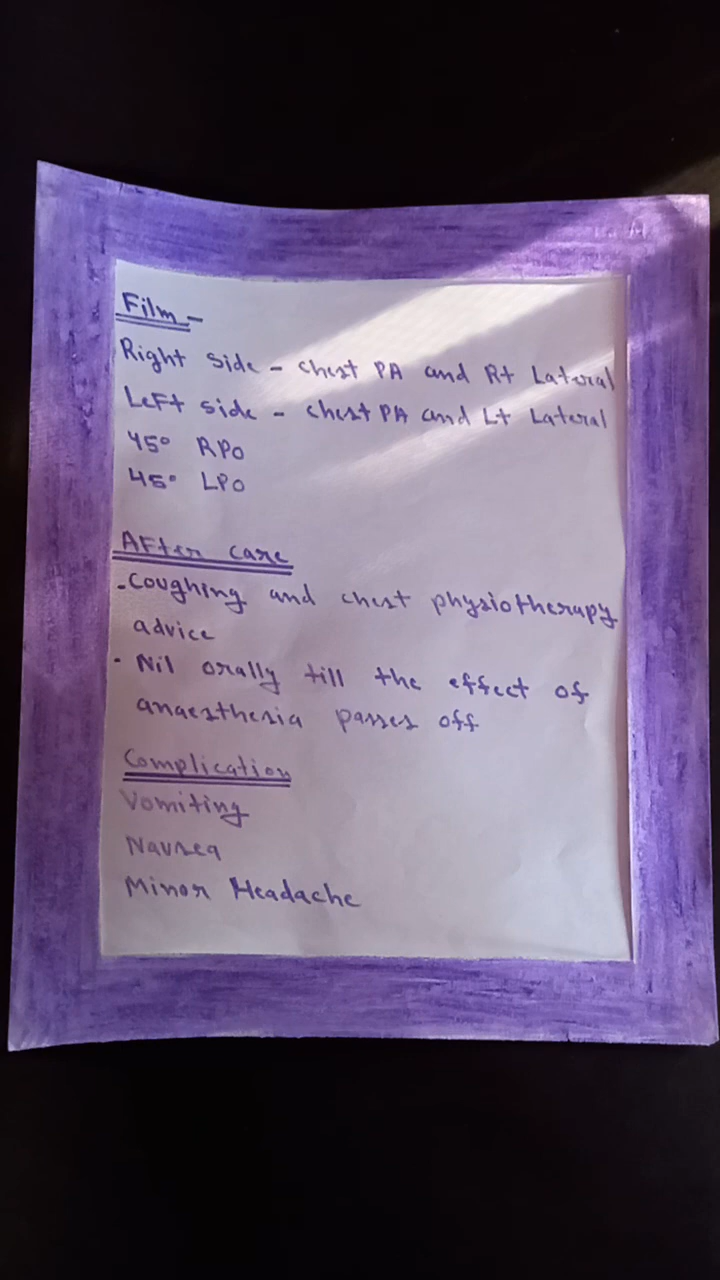 Film -
Right side - chest PA and Rt Lateral
Left side - chest PA and Lt Lateral
45° RPO
45° LPO
After care
- Coughing and chest physiotherapy
advice
• Nil orally till the effect of
anaesthesia passes off
Complication
Vomiting
Nausea
Minor Headache